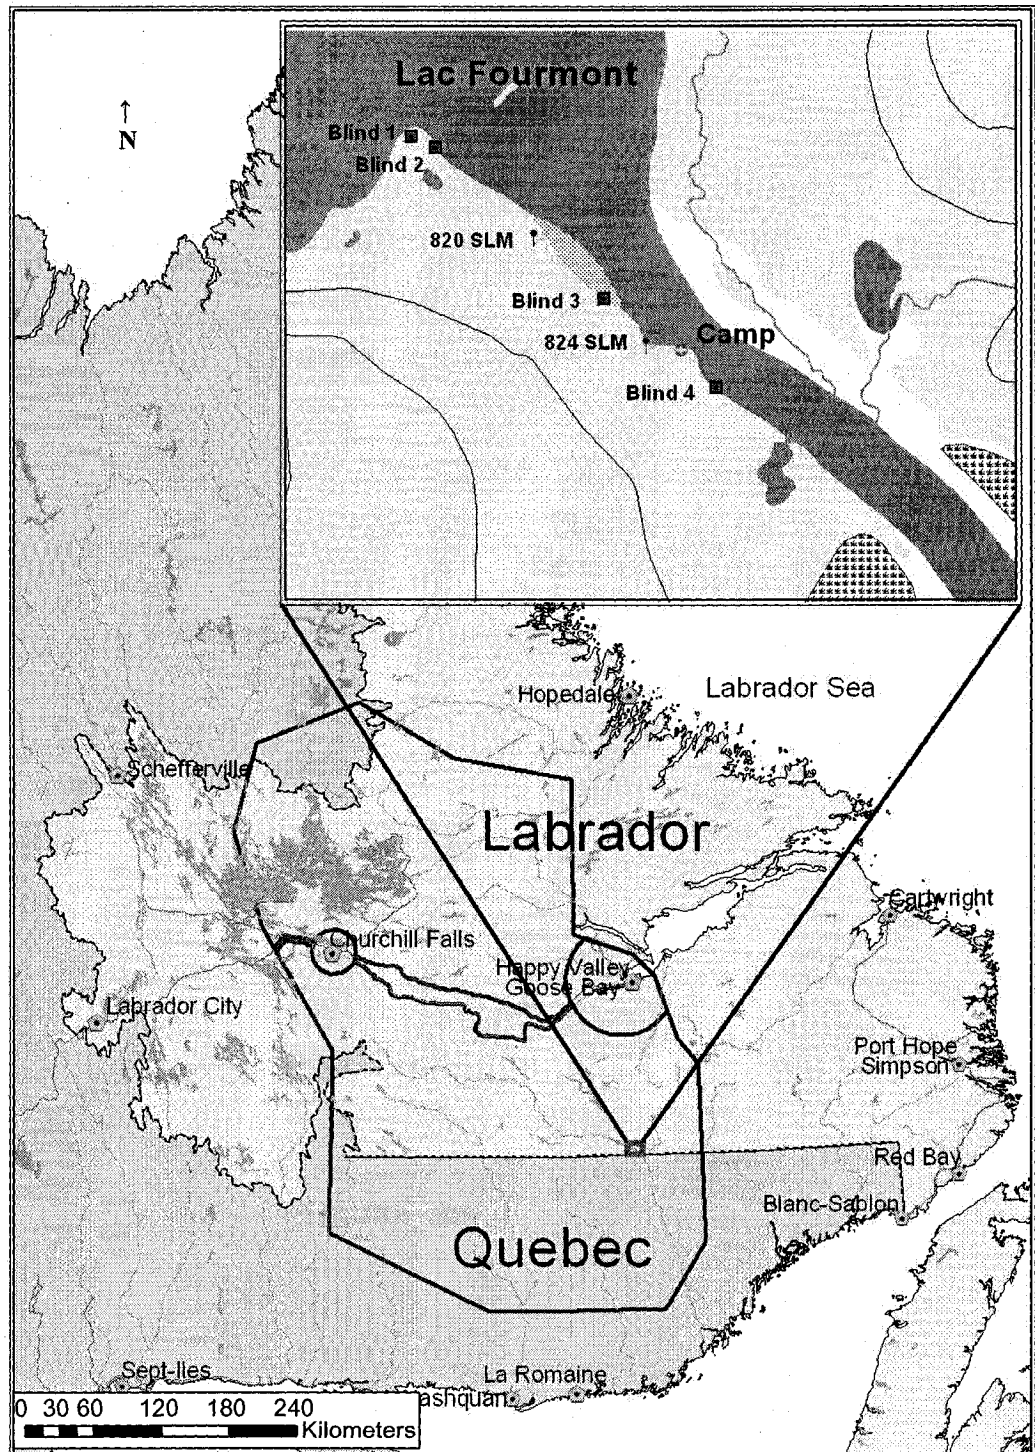 ↑
N
Lac Fourmont
Blind 1
Blind 2
820 SLM
Blind 3
824 SLM
Camp
Blind 4
Hopedale
Labrador Sea
Schefferville
Labrador
Cartwright
Churchill Falls
Happy Valley
Goose Bay
Labrador City
Port Hope
Simpson
Red Bay
Blanc-Sablon
Quebec
Sept-Iles
La Romaine
ashquan
0 30 60 120 180 240
Kilometers